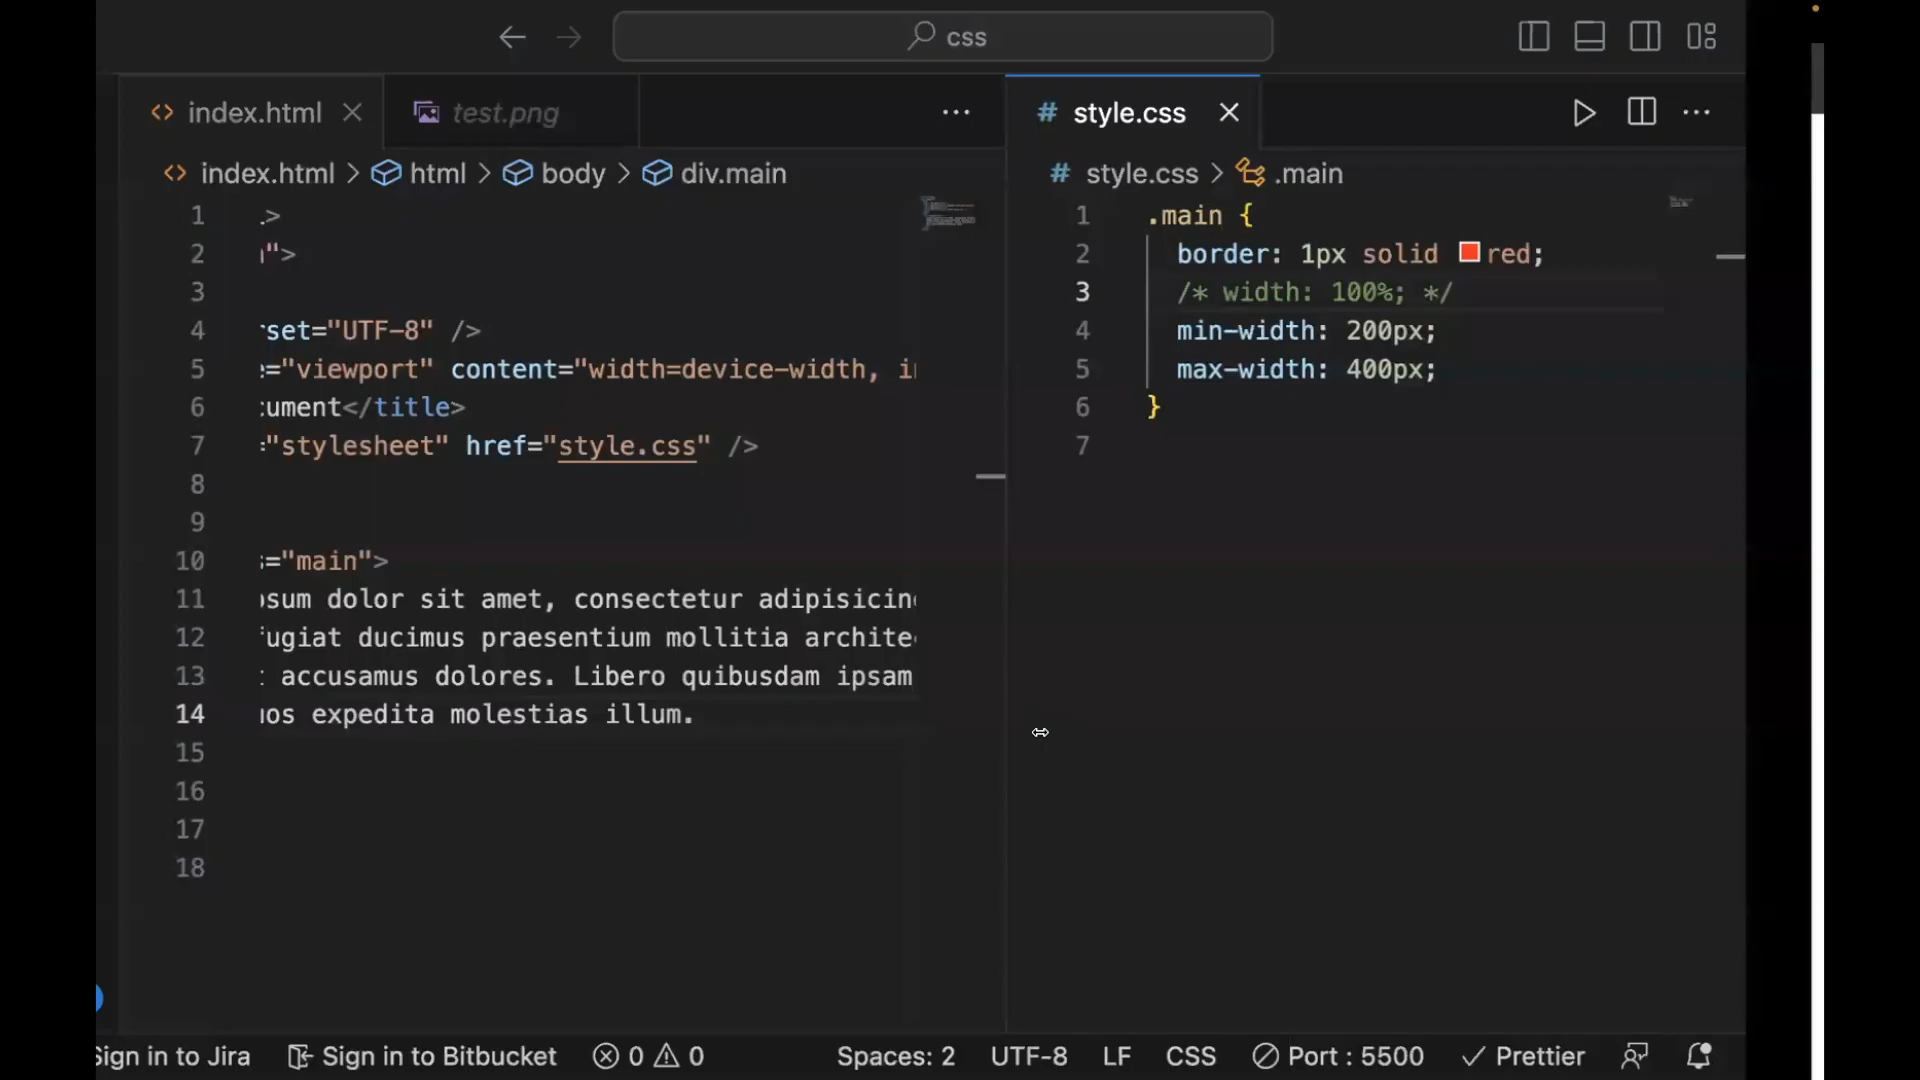 css
index.html
test.png
...
style.css
...
index.html > html > body > div.main
style.css > .main
1 .>
2 ">
3
4 set="UTF-8" />
5 ="viewport" content="width=device-width,
6 cument</title>
7 ="stylesheet" href="style.css" />
8
9
10 ="main">
11 sum dolor sit amet, consectetur adipisicin
12 ugiat ducimus praesentium mollitia archite
13 accusamus dolores. Libero quibusdam ipsam
14 os expedita molestias illum.
15
16
17
18
1 .main {
2 border: 1px solid red;
3 /* width: 100%; */
4 min-width: 200px;
5 max-width: 400px;
6 }
7
Sign in to Jira Sign in to Bitbucket 0 0 Spaces: 2 UTF-8 LF CSS Port : 5500 Prettier